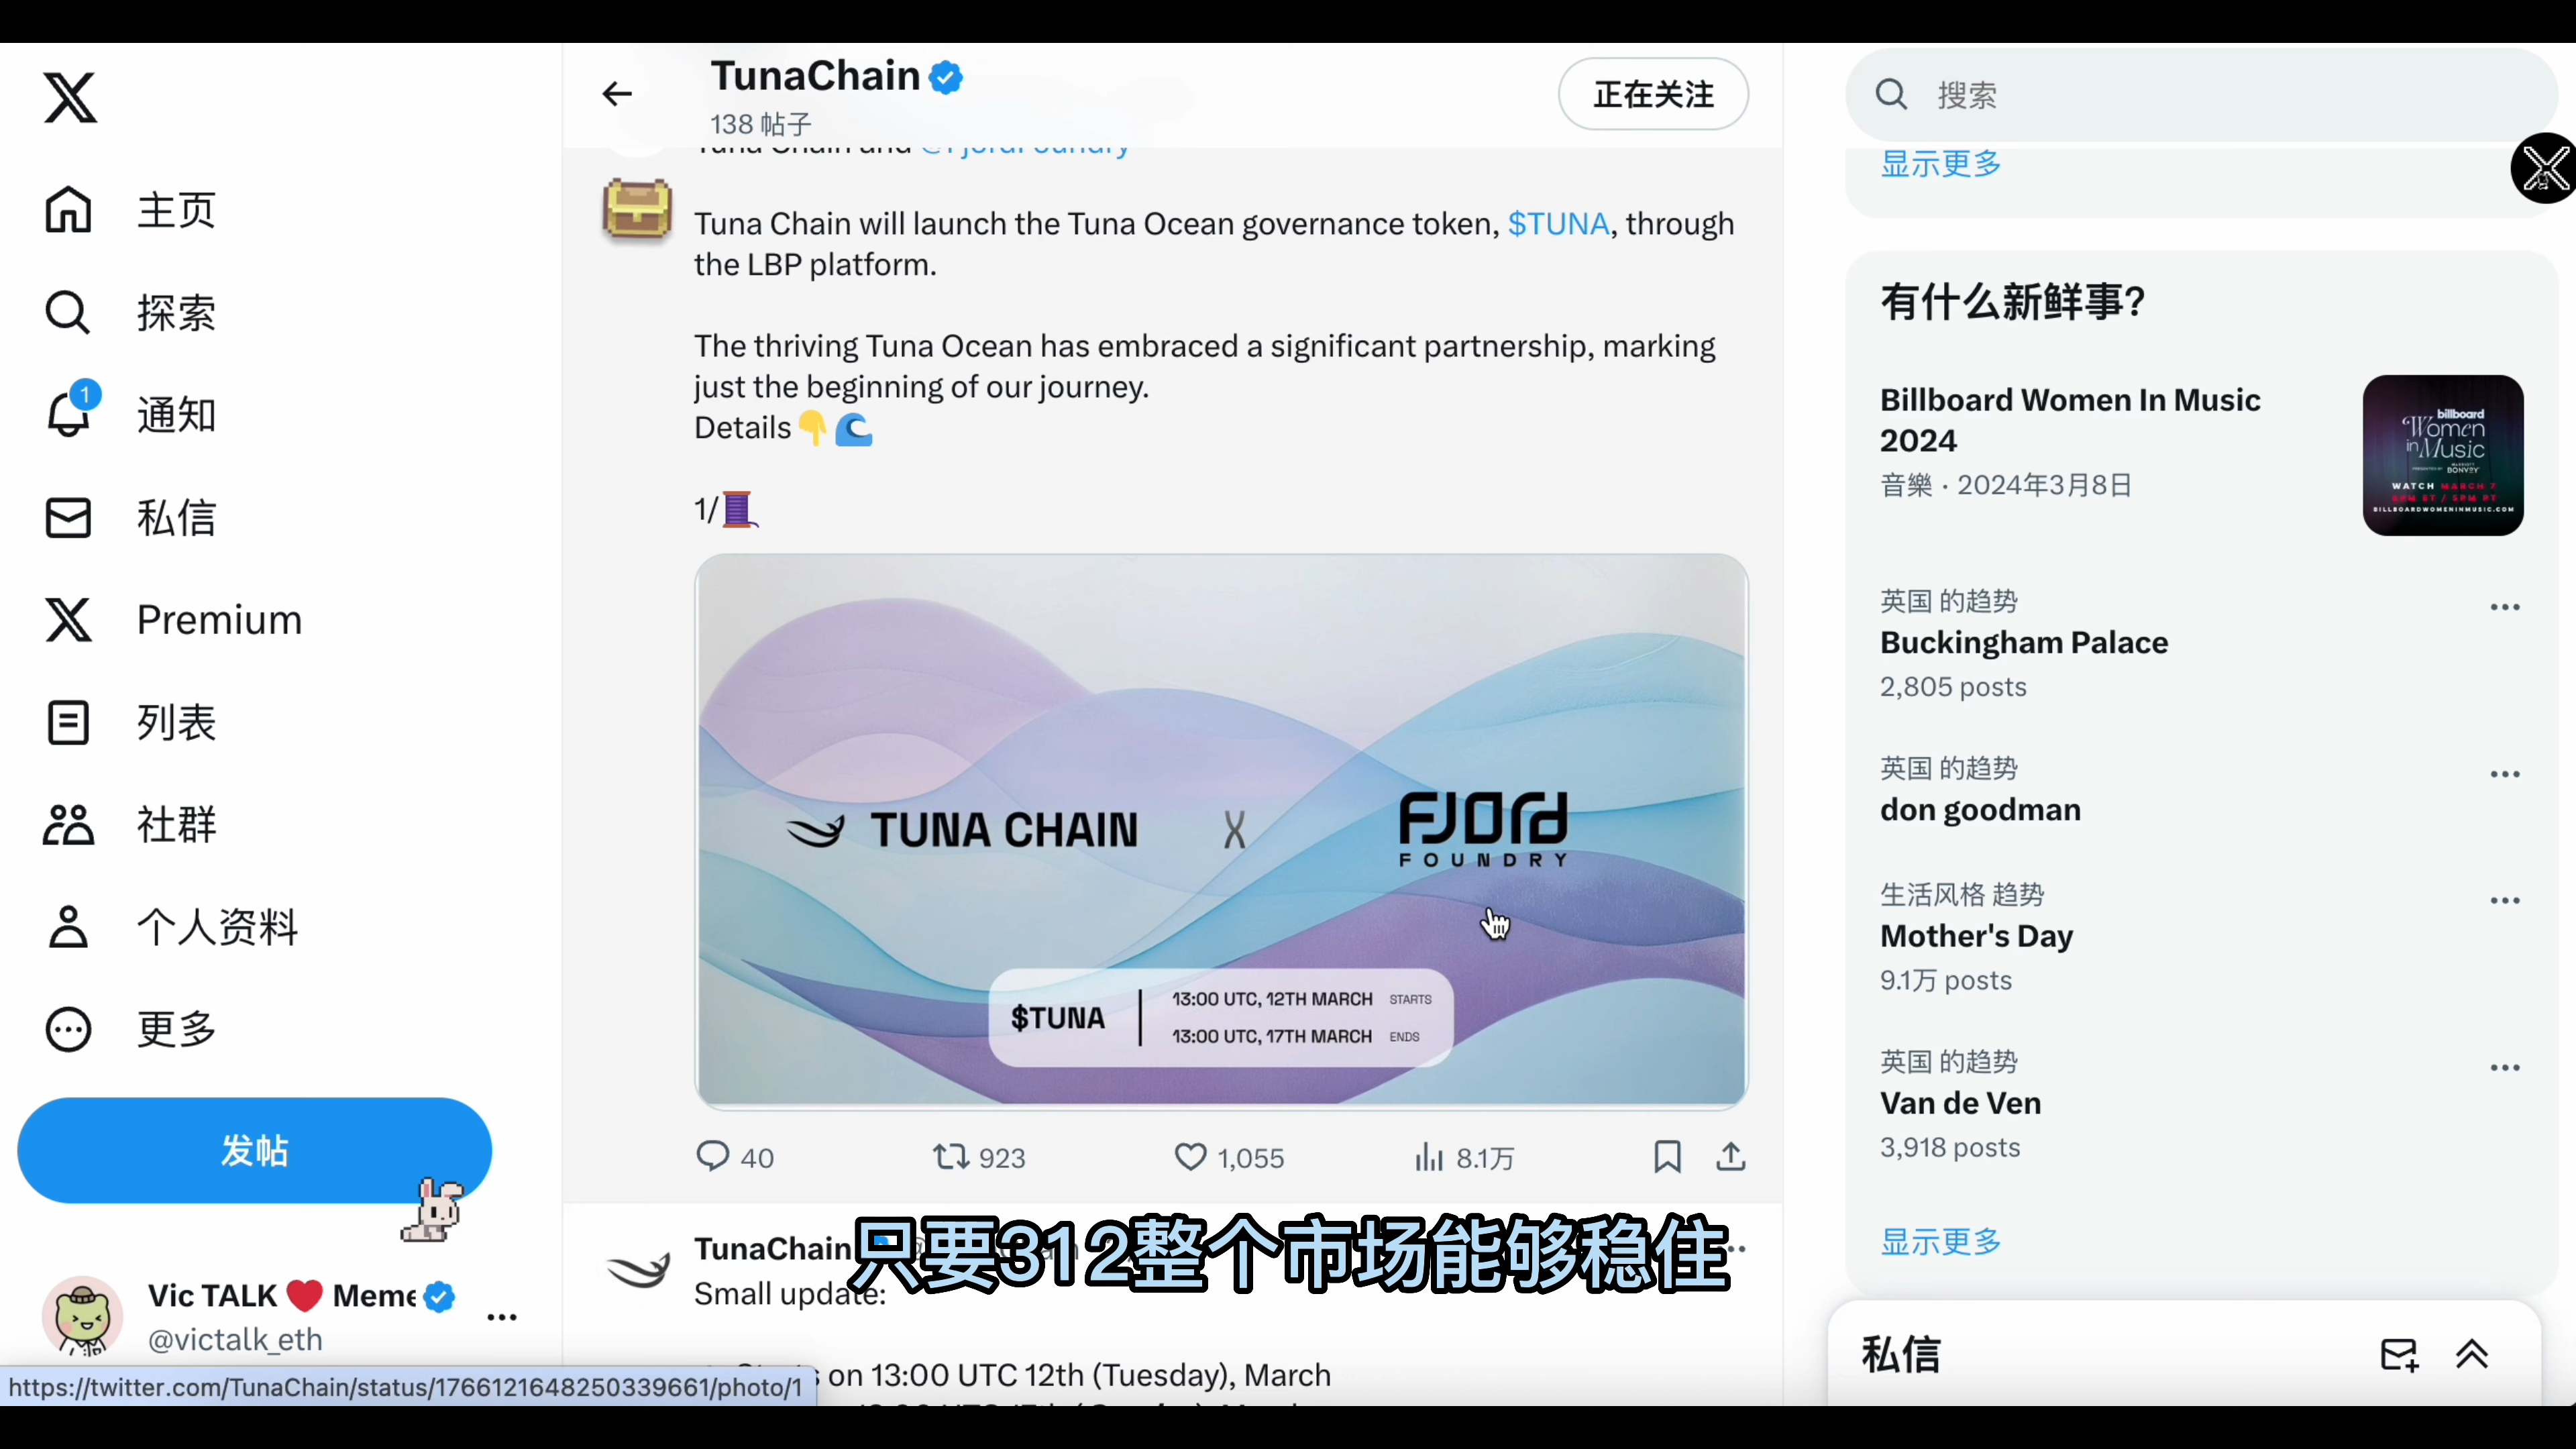 主页
探索
1
通知
私信
Premium
列表
社群
个人资料
更多
发帖
Vic TALK ❤️ Meme
@victalk_eth
https://twitter.com/TunaChain/status/1766121648250339661/photo/1
TunaChain
138 帖子
正在关注
Tuna Chain and @FjordFoundry
Tuna Chain will launch the Tuna Ocean governance token, $TUNA, through
the LBP platform.
The thriving Tuna Ocean has embraced a significant partnership, marking
just the beginning of our journey.
Details👇🌊
1/🧵
TUNA CHAIN X FJORD
FOUNDRY
$TUNA
13:00 UTC, 12TH MARCH STARTS
13:00 UTC, 17TH MARCH ENDS
40 923 1,055 8.1万
TunaChain
只要312整个市场能够稳住
Small update:
on 13:00 UTC 12th (Tuesday), March
搜索
显示更多
有什么新鲜事?
Billboard Women In Music
2024
音樂 · 2024年3月8日
billboard
Women
in Music
WATCH MARCH 7
BILLBOARDWOMENINMUSIC.COM
英国 的趋势
Buckingham Palace
2,805 posts
英国 的趋势
don goodman
生活风格 趋势
Mother's Day
9.1万 posts
英国 的趋势
Van de Ven
3,918 posts
显示更多
私信